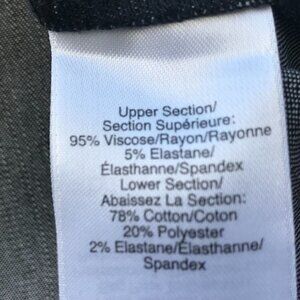 Upper Section/
Section Supérieure:
95% Viscose/Rayon/Rayonne
5% Elastane/
Élasthanne/Spandex
Lower Section/
Abaissez La Section:
78% Cotton/Coton
20% Polyester
2% Elastane/Élasthanne/
Spandex